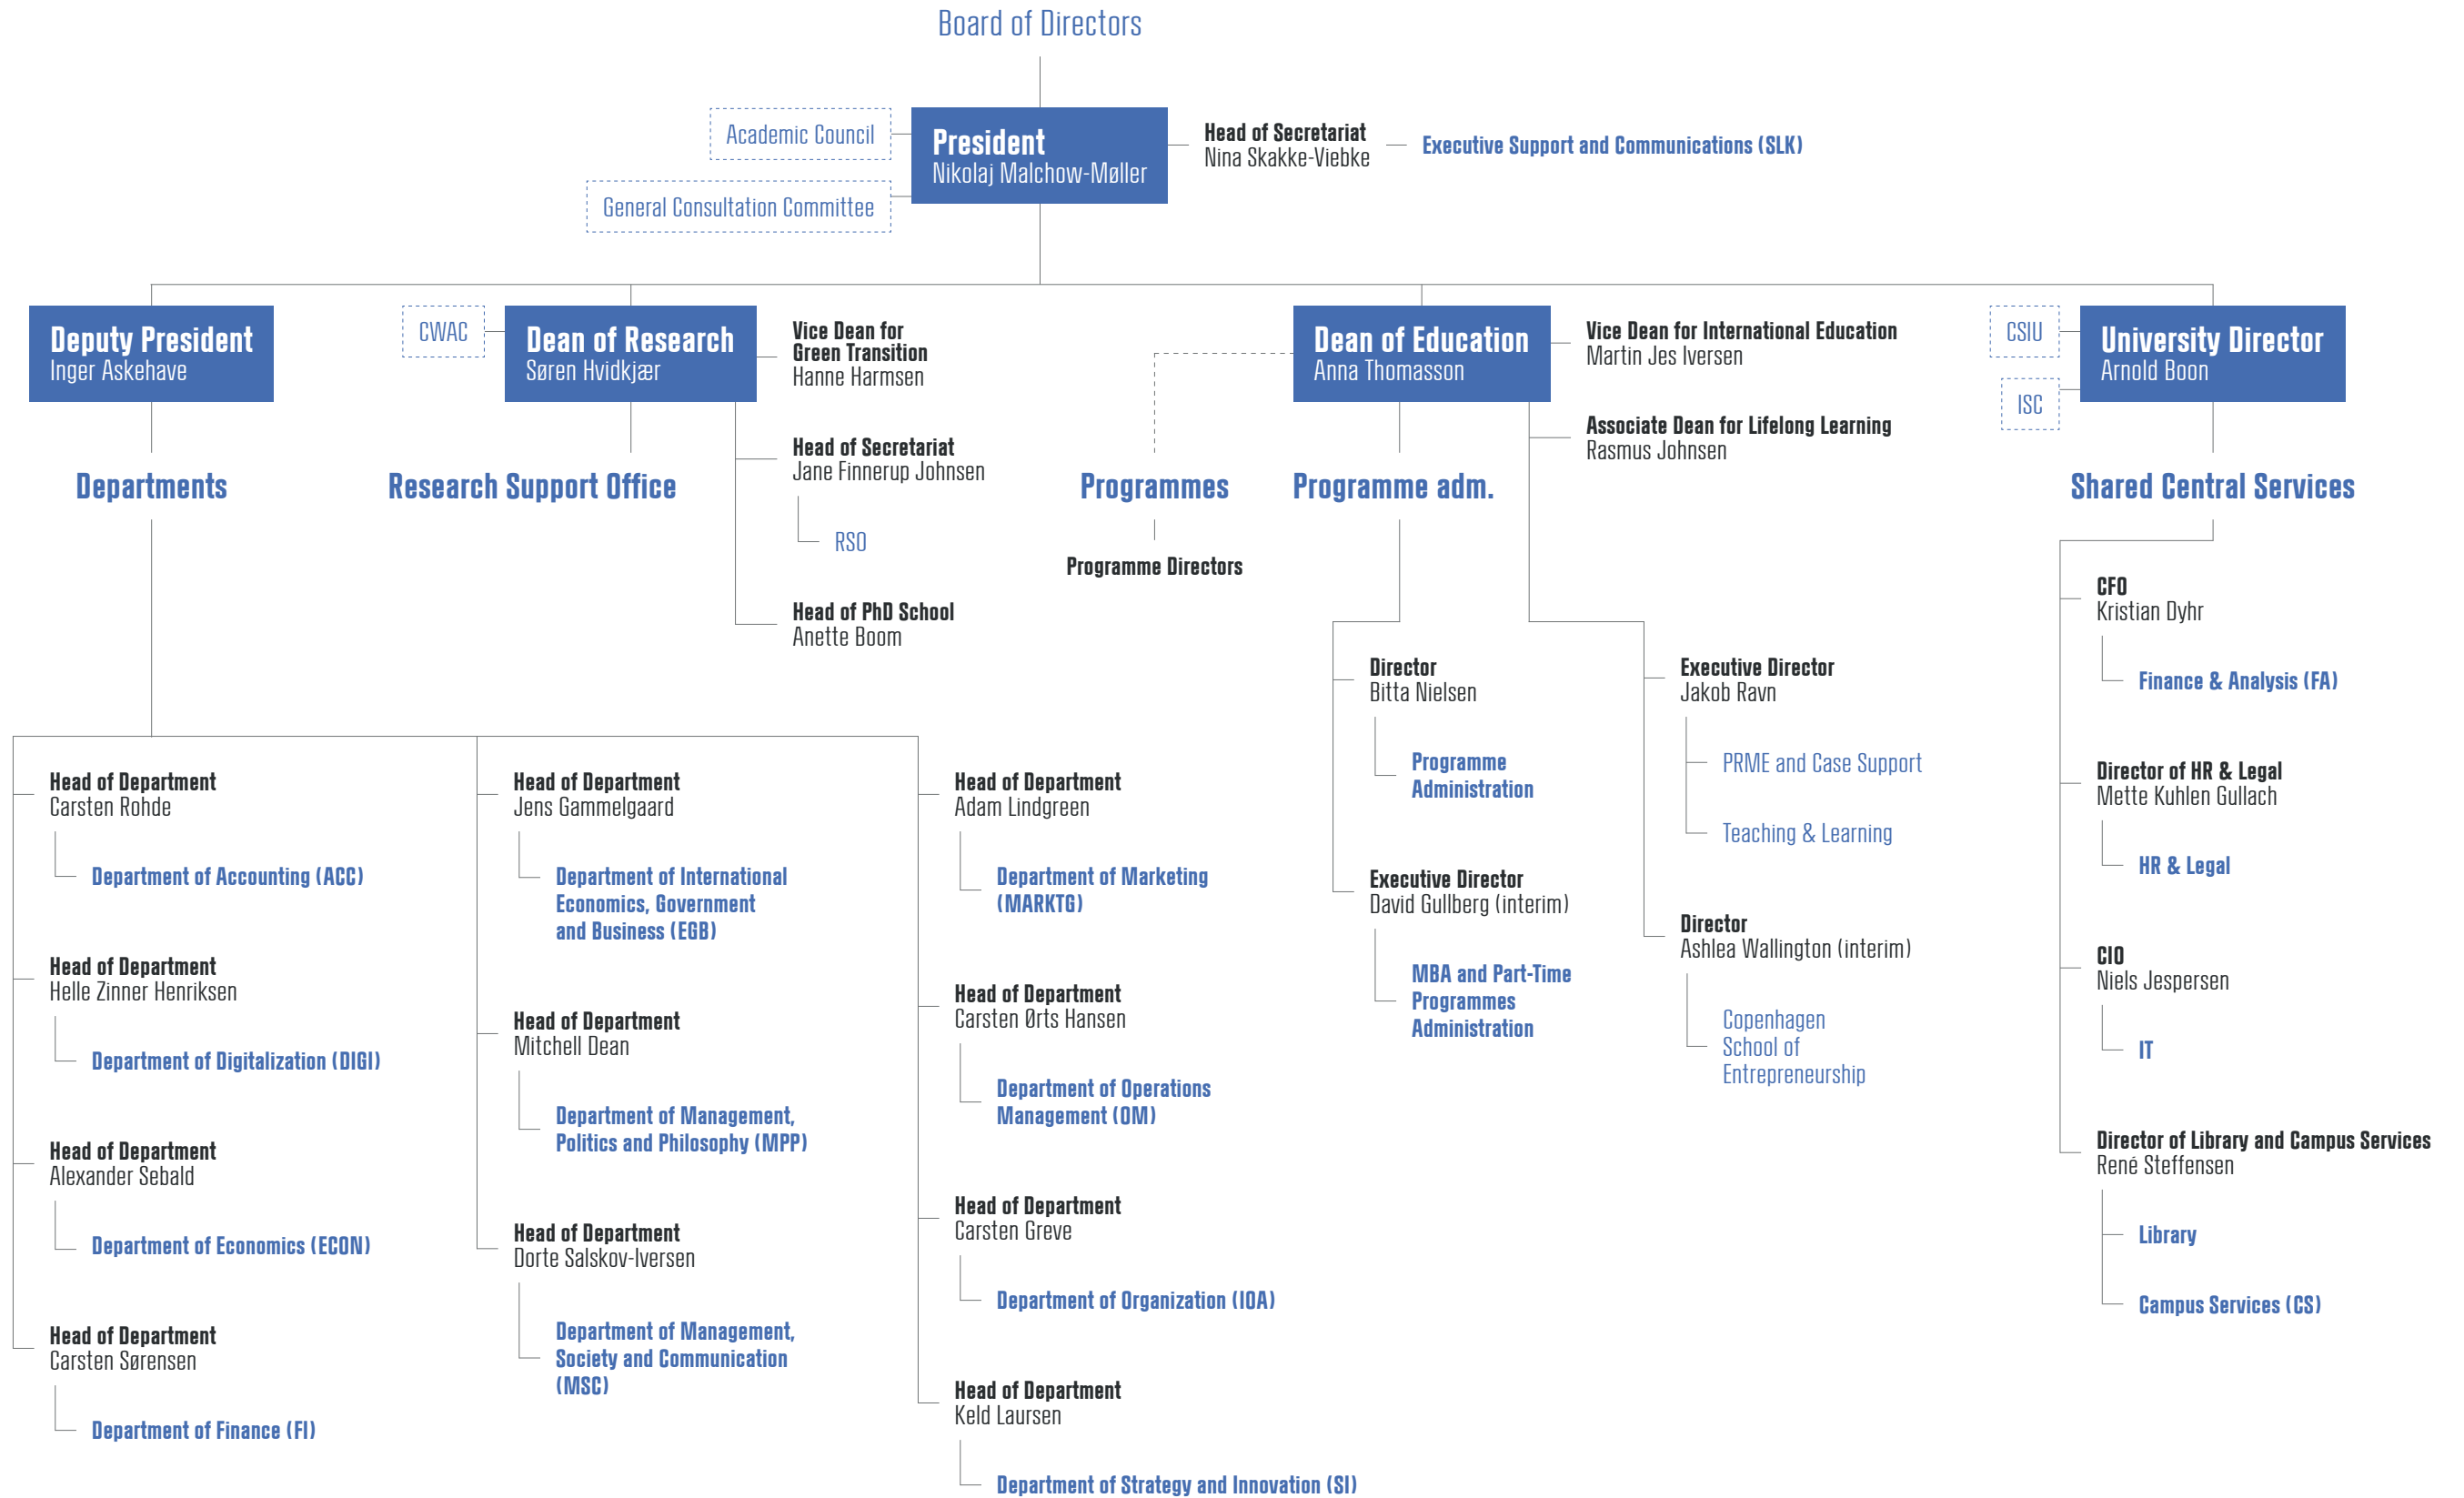 Board of Directors
Academic Council
General Consultation Committee
President
Nikolaj Malchow-Møller
Head of Secretariat
Nina Skakke-Viebke
Executive Support and Communications (SLK)
Deputy President
Inger Askehave
Departments
CWAC
Dean of Research
Søren Hvidkjær
Research Support Office
Vice Dean for
Green Transition
Hanne Harmsen
Head of Secretariat
Jane Finnerup Johnsen
RSO
Head of PhD School
Anette Boom
Dean of Education
Anna Thomasson
Vice Dean for International Education
Martin Jes Iversen
Associate Dean for Lifelong Learning
Rasmus Johnsen
Programmes
Programme Directors
Programme adm.
Director
Bitta Nielsen
Programme
Administration
Executive Director
David Gullberg (interim)
MBA and Part-Time
Programmes
Administration
Executive Director
Jakob Ravn
PRME and Case Support
Teaching & Learning
Director
Ashlea Wallington (interim)
Copenhagen
School of
Entrepreneurship
CSIU
ISC
University Director
Arnold Boon
Shared Central Services
CFO
Kristian Dyhr
Finance & Analysis (FA)
Director of HR & Legal
Mette Kuhlen Gullach
HR & Legal
CIO
Niels Jespersen
IT
Director of Library and Campus Services
René Steffensen
Library
Campus Services (CS)
Head of Department
Carsten Rohde
Department of Accounting (ACC)
Head of Department
Helle Zinner Henriksen
Department of Digitalization (DIGI)
Head of Department
Alexander Sebald
Department of Economics (ECON)
Head of Department
Carsten Sørensen
Department of Finance (FI)
Head of Department
Jens Gammelgaard
Department of International
Economics, Government
and Business (EGB)
Head of Department
Mitchell Dean
Department of Management,
Politics and Philosophy (MPP)
Head of Department
Dorte Salskov-Iversen
Department of Management,
Society and Communication
(MSC)
Head of Department
Adam Lindgreen
Department of Marketing
(MARKTG)
Head of Department
Carsten Ørts Hansen
Department of Operations
Management (OM)
Head of Department
Carsten Greve
Department of Organization (IOA)
Head of Department
Keld Laursen
Department of Strategy and Innovation (SI)